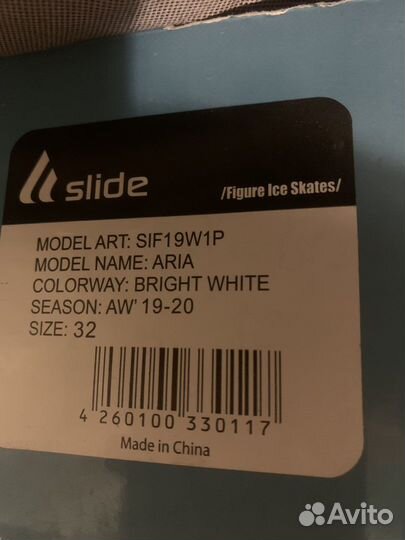 slide
/Figure Ice Skates/
MODEL ART: SIF19W1P
MODEL NAME: ARIA
COLORWAY: BRIGHT WHITE
SEASON: AW' 19-20
SIZE: 32
4 260100 330117
Made in China
Avito